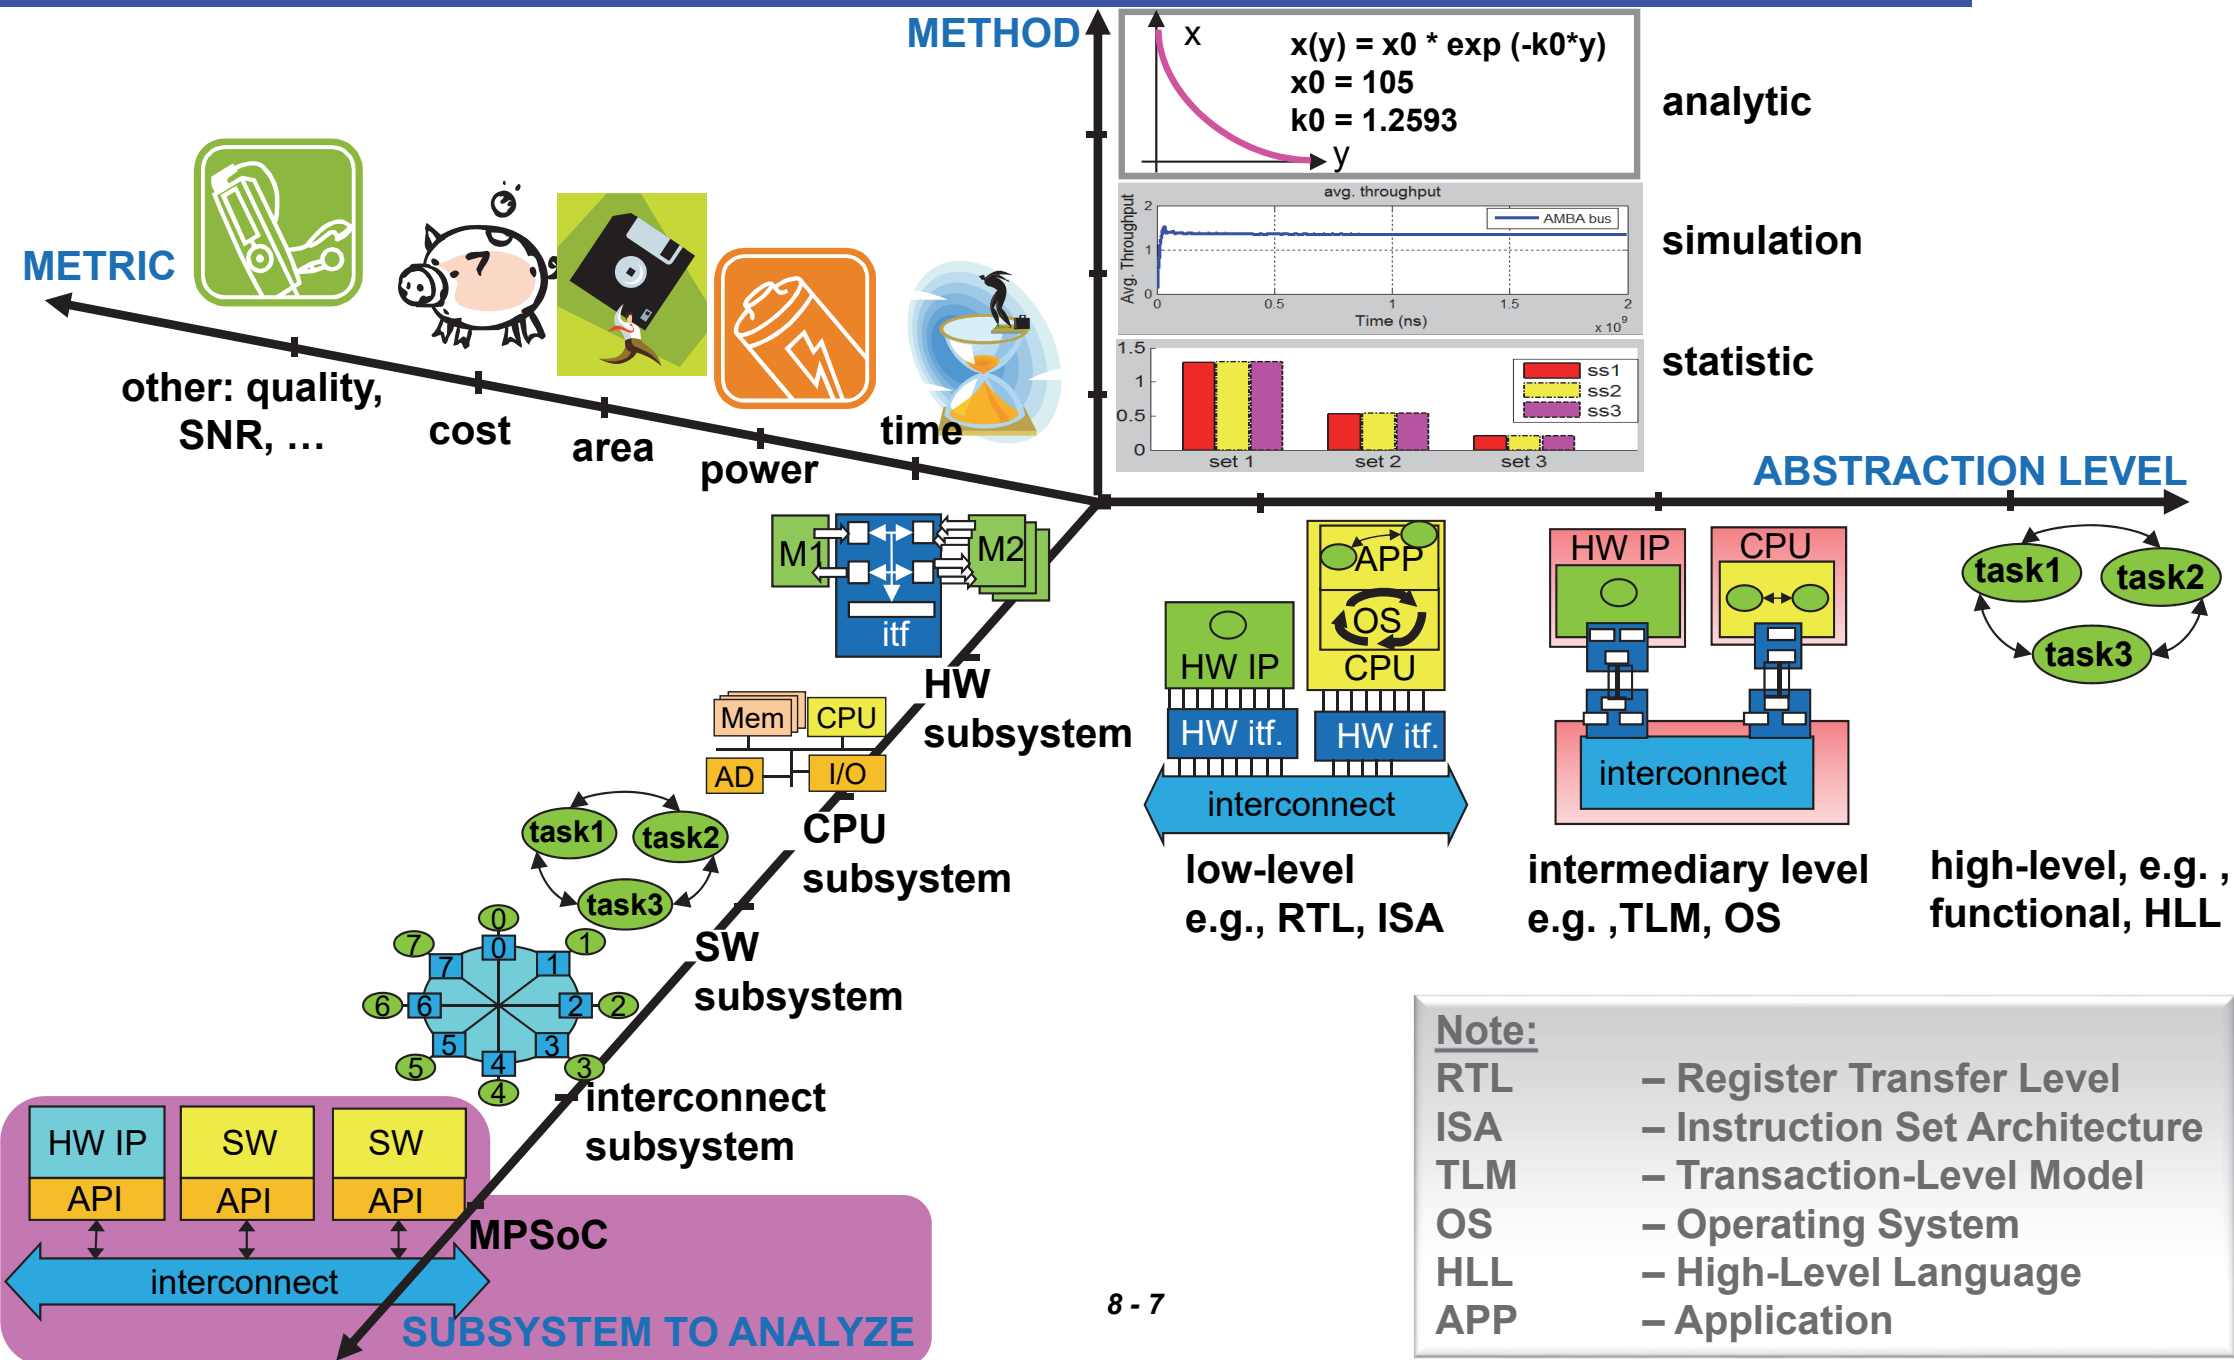 METHOD
x
x(y) = x0 * exp (-k0*y)
x0 = 105
k0 = 1.2593
y
analytic
avg. throughput
Avg. Throughput
2
1
0
AMBA bus
0
0.5
1
1.5
2
Time (ns)
x 10^9
simulation
1.5
1
0.5
0
ss1
ss2
ss3
set 1
set 2
set 3
statistic
METRIC
other: quality,
SNR, …
cost
area
power
time
ABSTRACTION LEVEL
M1
M2
itf
HW
subsystem
Mem
CPU
AD
I/O
CPU
subsystem
task1
task2
task3
SW
subsystem
0
1
2
3
4
5
6
7
0
1
2
3
4
5
6
7
interconnect
subsystem
HW IP
SW
SW
API
API
API
interconnect
MPSoC
SUBSYSTEM TO ANALYZE
APP
OS
HW IP
CPU
HW itf.
HW itf.
interconnect
low-level
e.g., RTL, ISA
HW IP
CPU
interconnect
intermediary level
e.g. ,TLM, OS
task1
task2
task3
high-level, e.g. ,
functional, HLL
Note:
RTL – Register Transfer Level
ISA – Instruction Set Architecture
TLM – Transaction-Level Model
OS – Operating System
HLL – High-Level Language
APP – Application
8 - 7